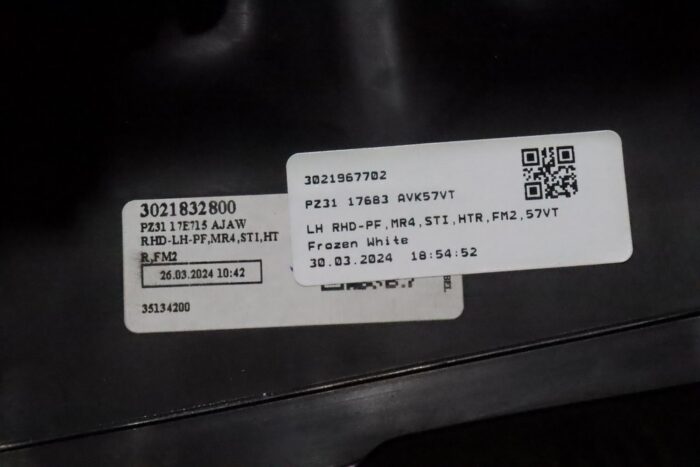 3021967702
PZ31 17683 AVK57VT
LH RHD-PF,MR4,STI,HTR,FM2,57VT
Frozen White
30.03.2024 18:54:52
3021832800
PZ31 17E715 AJAW
RHD-LH-PF,MR4,STI,HT
R,FM2
26.03.2024 10:42
35134200